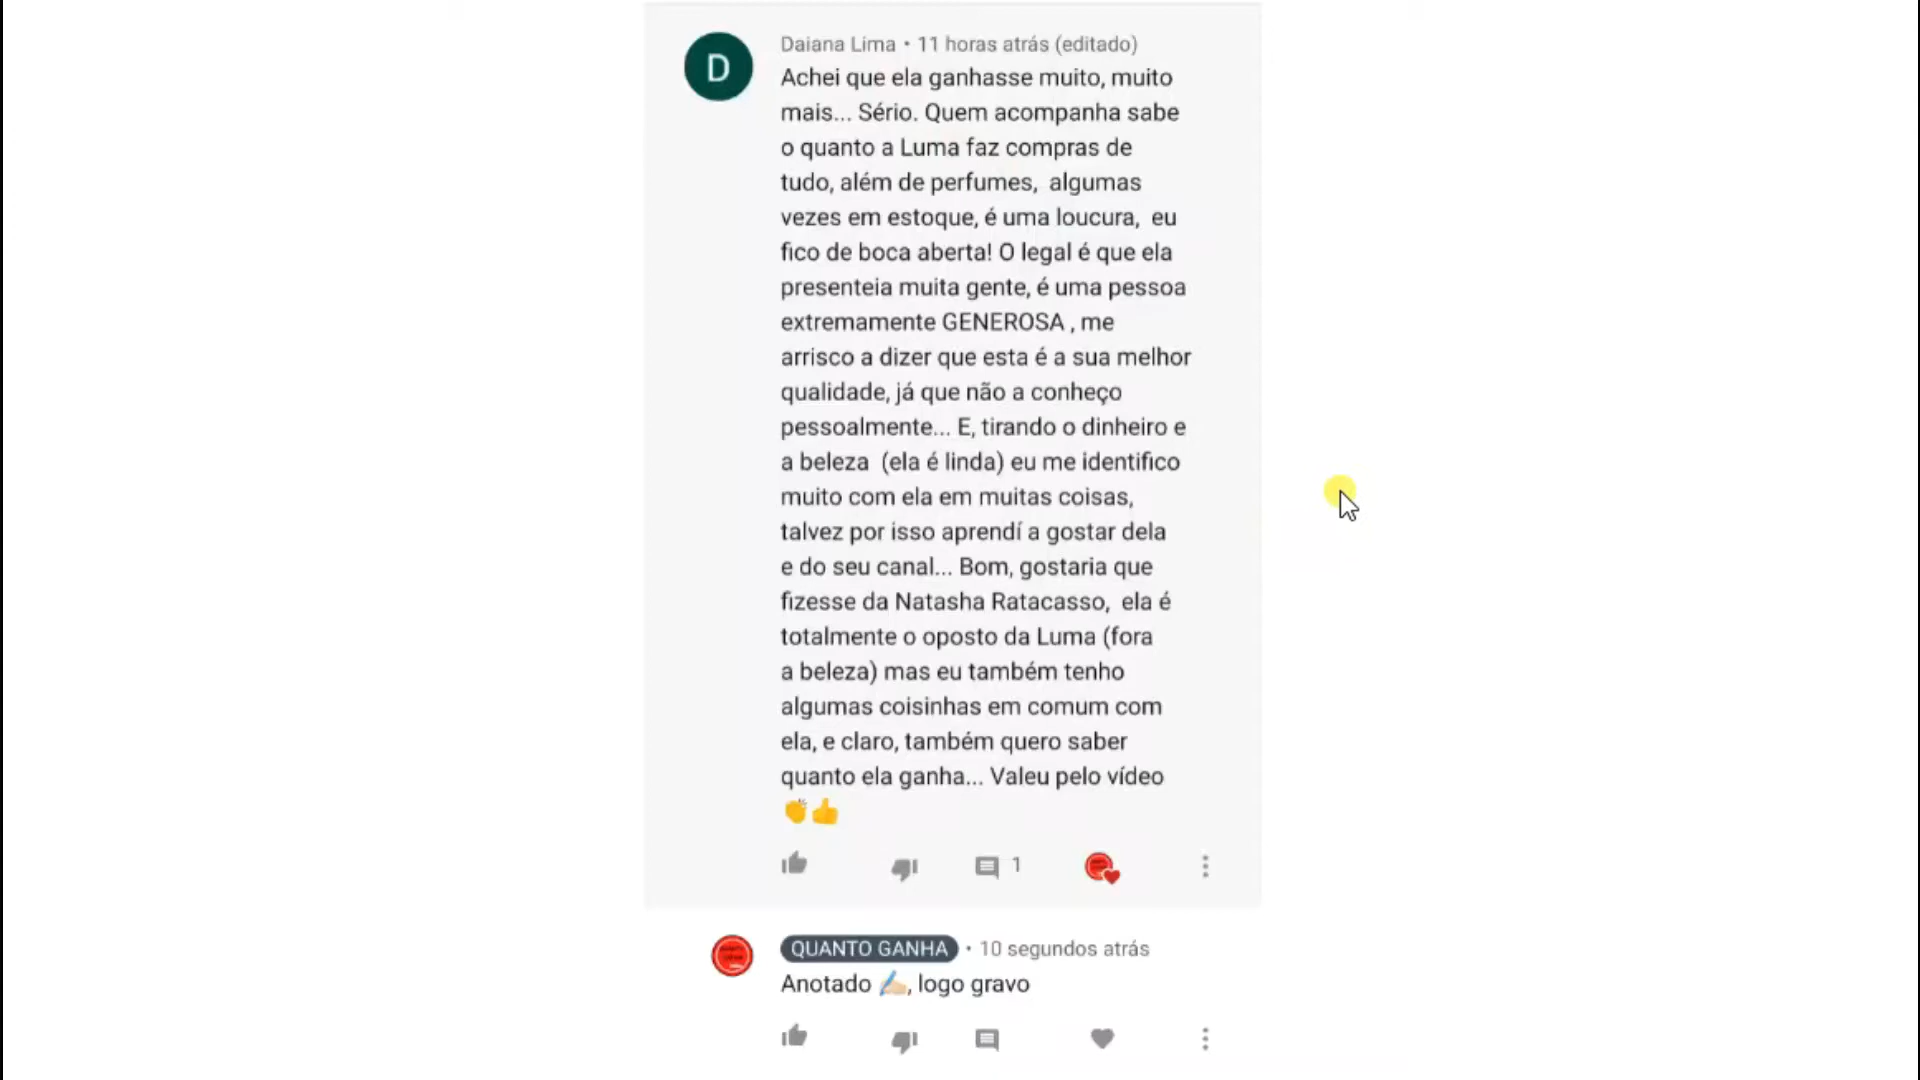 D
Daiana Lima • 11 horas atrás (editado)
Achei que ela ganhasse muito, muito
mais... Sério. Quem acompanha sabe
o quanto a Luma faz compras de
tudo, além de perfumes, algumas
vezes em estoque, é uma loucura, eu
fico de boca aberta! O legal é que ela
presenteia muita gente, é uma pessoa
extremamente GENEROSA , me
arrisco a dizer que esta é a sua melhor
qualidade, já que não a conheço
pessoalmente... E, tirando o dinheiro e
a beleza (ela é linda) eu me identifico
muito com ela em muitas coisas,
talvez por isso aprendí a gostar dela
e do seu canal... Bom, gostaria que
fizesse da Natasha Ratacasso, ela é
totalmente o oposto da Luma (fora
a beleza) mas eu também tenho
algumas coisinhas em comum com
ela, e claro, também quero saber
quanto ela ganha... Valeu pelo vídeo
👏👍
1
QUANTO GANHA • 10 segundos atrás
Anotado ✍🏻, logo gravo